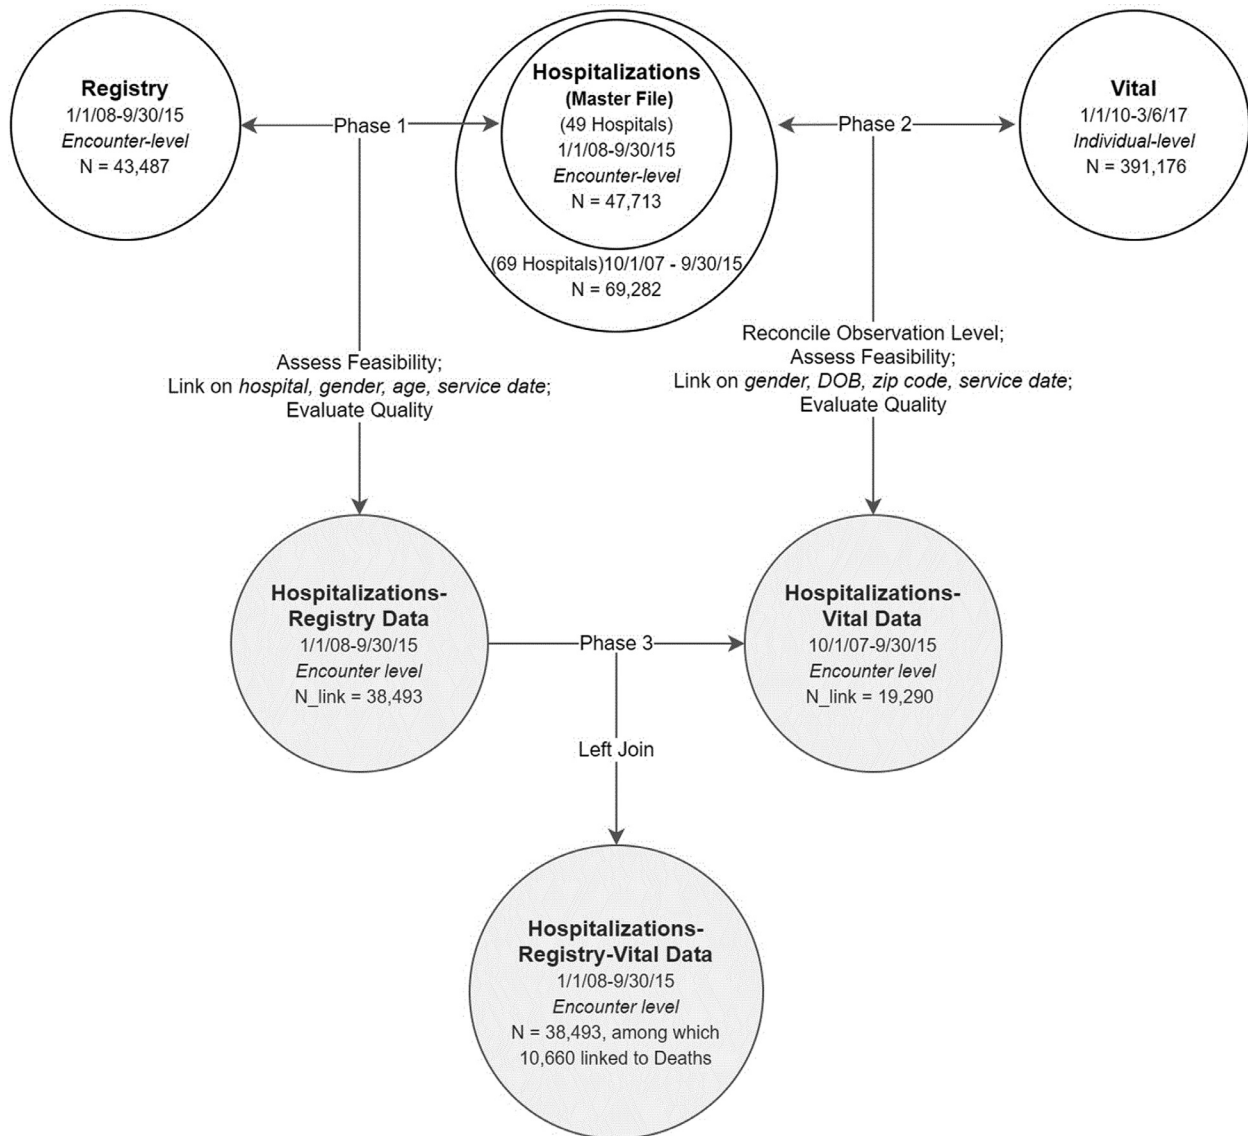 Registry
1/1/08-9/30/15
Encounter-level
N = 43,487
Phase 1
Hospitalizations
(Master File)
(49 Hospitals)
1/1/08-9/30/15
Encounter-level
N = 47,713
(69 Hospitals)10/1/07 - 9/30/15
N = 69,282
Phase 2
Vital
1/1/10-3/6/17
Individual-level
N = 391,176
Assess Feasibility;
Link on hospital, gender, age, service date;
Evaluate Quality
Reconcile Observation Level;
Assess Feasibility;
Link on gender, DOB, zip code, service date;
Evaluate Quality
Hospitalizations-
Registry Data
1/1/08-9/30/15
Encounter level
N_link = 38,493
Phase 3
Hospitalizations-
Vital Data
10/1/07-9/30/15
Encounter level
N_link = 19,290
Left Join
Hospitalizations-
Registry-Vital Data
1/1/08-9/30/15
Encounter level
N = 38,493, among which
10,660 linked to Deaths